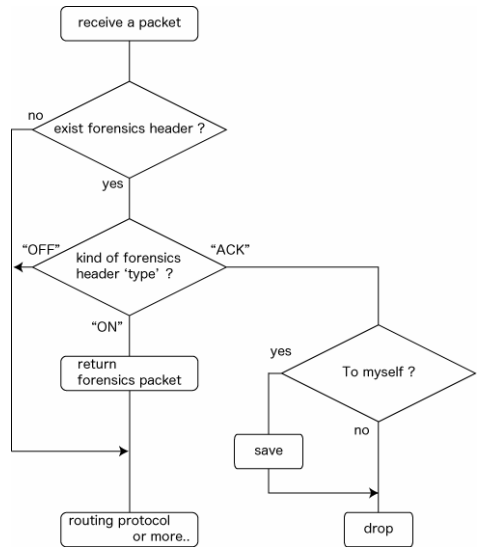 receive a packet
no
exist forensics header ?
yes
“OFF”
kind of forensics
header ‘type’ ?
“ACK”
“ON”
return
forensics packet
yes
To myself ?
no
save
routing protocol
or more..
drop